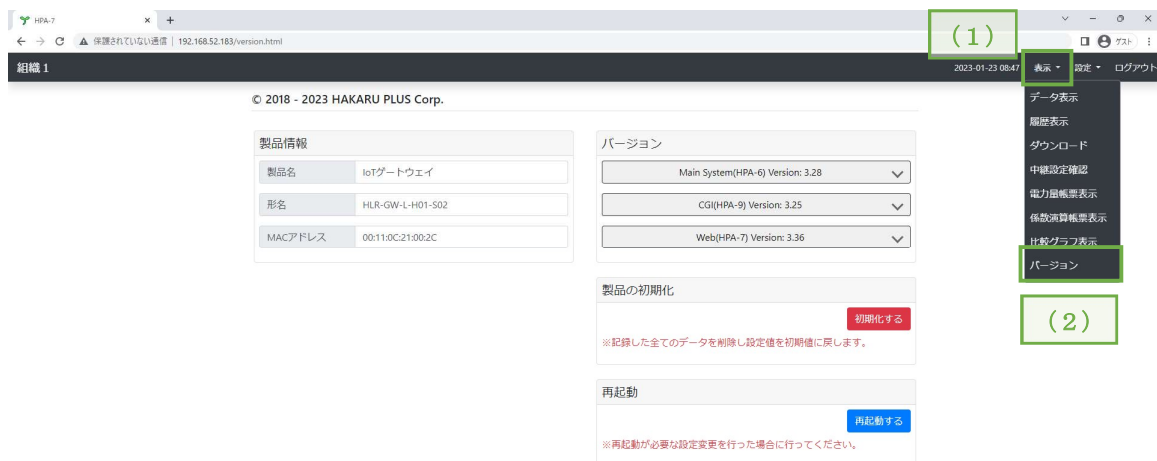 HPA-7
保護されていない通信 | 192.168.52.183/version.html
ゲスト
(1)
組織 1
2023-01-23 08:47 表示 設定 ログアウト
© 2018 - 2023 HAKARU PLUS Corp.
製品情報
製品名 IoTゲートウェイ
形名 HLR-GW-L-H01-S02
MACアドレス 00:11:0C:21:00:2C
バージョン
Main System(HPA-6) Version: 3.28
CGI(HPA-9) Version: 3.25
Web(HPA-7) Version: 3.36
製品の初期化
初期化する
※記録した全てのデータを削除し設定値を初期値に戻します。
再起動
再起動する
※再起動が必要な設定変更を行った場合に行ってください。
データ表示
履歴表示
ダウンロード
中継設定確認
電力量帳票表示
係数演算帳票表示
比較グラフ表示
バージョン
(2)